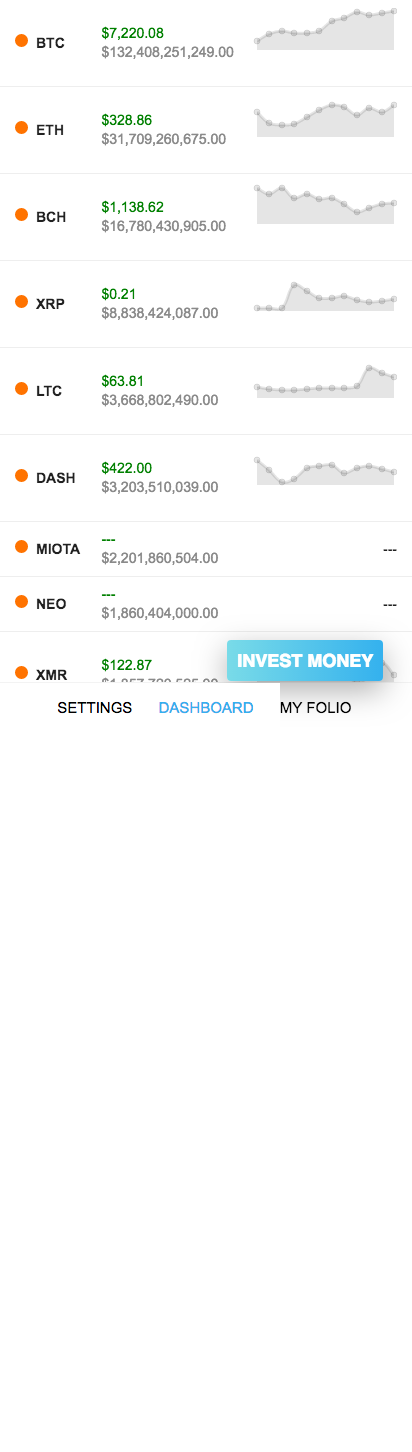 BTC
$7,220.08
$132,408,251,249.00
ETH
$328.86
$31,709,260,675.00
BCH
$1,138.62
$16,780,430,905.00
XRP
$0.21
$8,838,424,087.00
LTC
$63.81
$3,668,802,490.00
DASH
$422.00
$3,203,510,039.00
MIOTA
---
$2,201,860,504.00
---
NEO
---
$1,860,404,000.00
---
XMR
$122.87
INVEST MONEY
SETTINGS DASHBOARD MY FOLIO